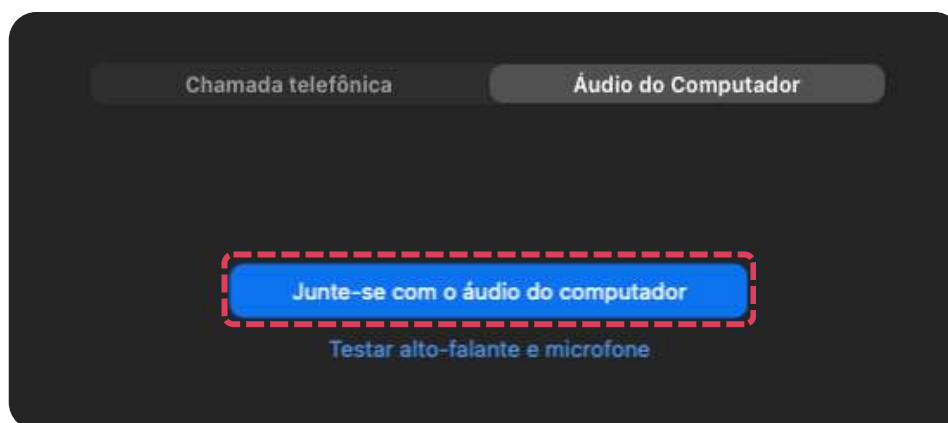 Chamada telefônica
Áudio do Computador
Junte-se com o áudio do computador
Testar alto-falante e microfone